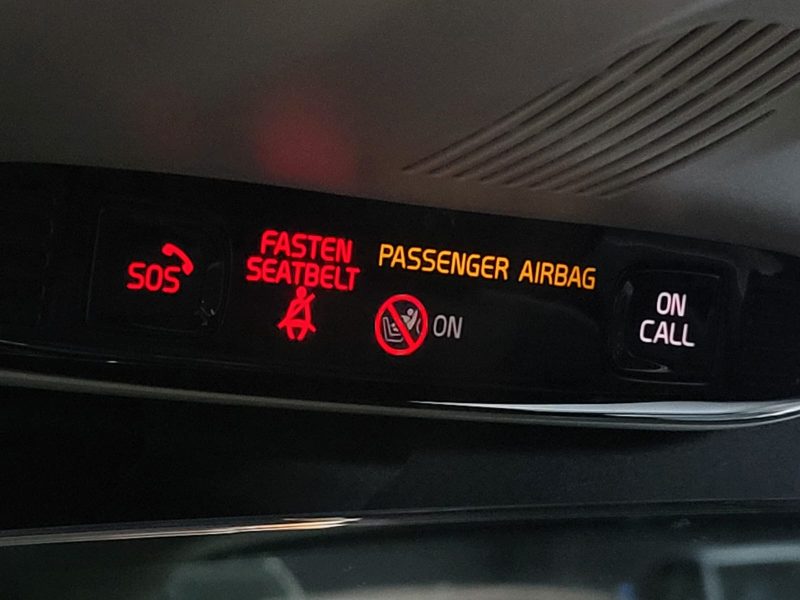 SOS
FASTEN
SEATBELT
PASSENGER AIRBAG
ON
ON
CALL